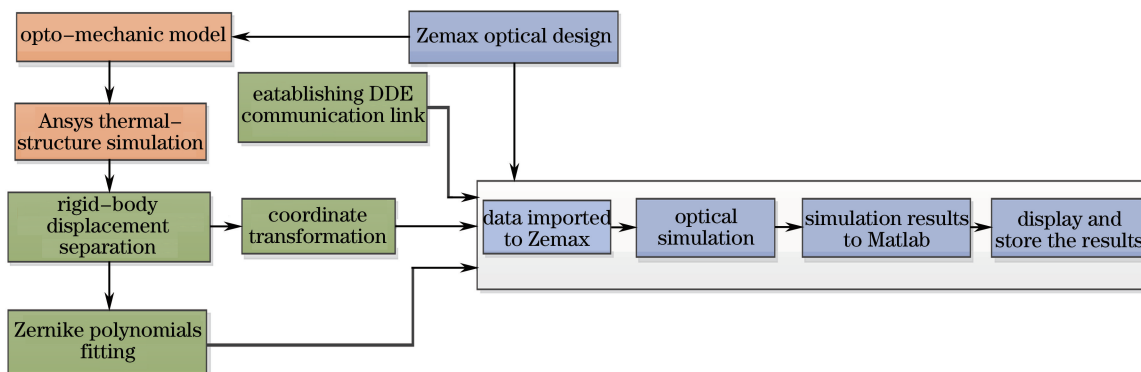 opto-mechanic model
Zemax optical design
eatablishing DDE
communication link
Ansys thermal-
structure simulation
rigid-body
displacement
separation
coordinate
transformation
data imported
to Zemax
optical
simulation
simulation results
to Matlab
display and
store the results
Zernike polynomials
fitting